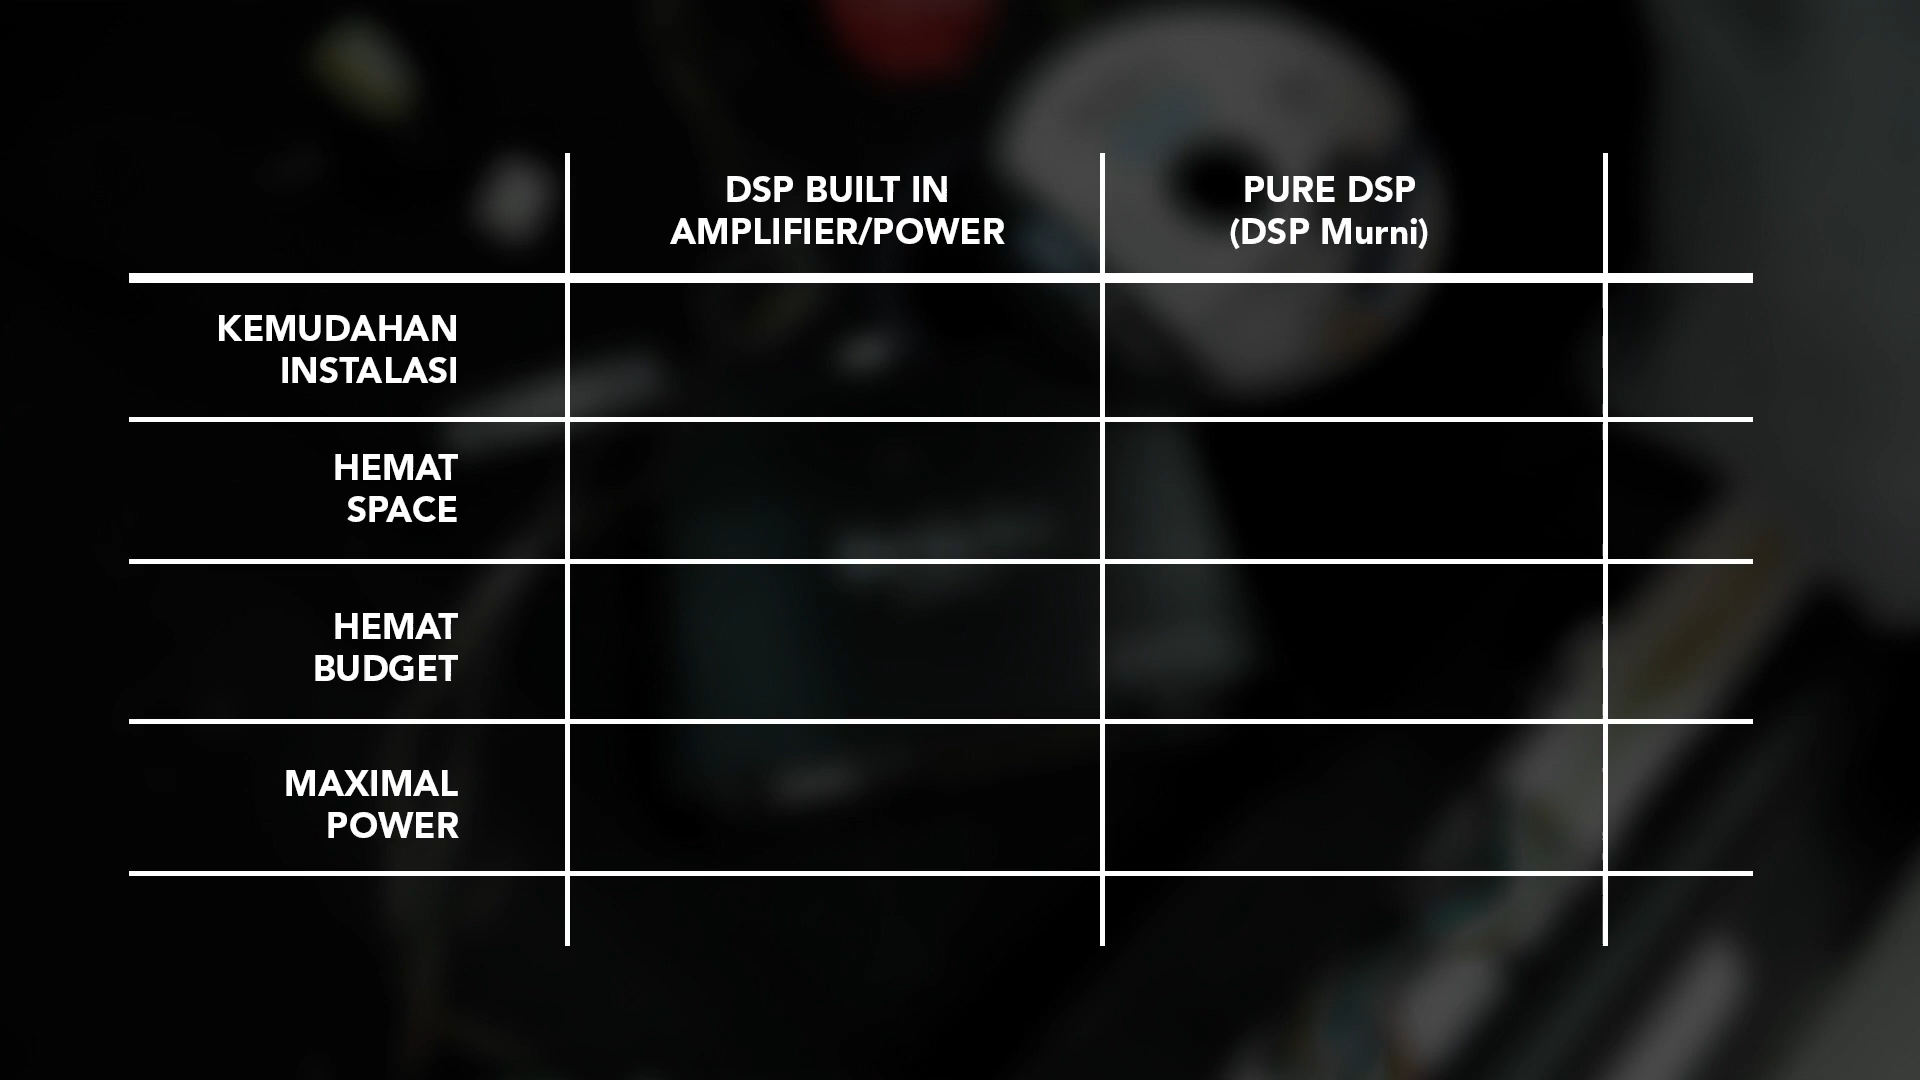 DSP BUILT IN
AMPLIFIER/POWER
PURE DSP
(DSP Murni)
KEMUDAHAN
INSTALASI
HEMAT
SPACE
HEMAT
BUDGET
MAXIMAL
POWER